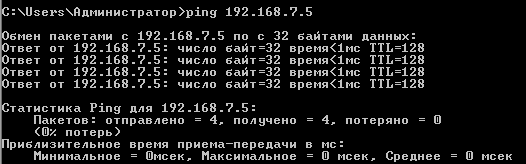 C:\Users\Администратор>ping 192.168.7.5
Обмен пакетами с 192.168.7.5 по с 32 байтами данных:
Ответ от 192.168.7.5: число байт=32 время<1мс TTL=128
Ответ от 192.168.7.5: число байт=32 время<1мс TTL=128
Ответ от 192.168.7.5: число байт=32 время<1мс TTL=128
Ответ от 192.168.7.5: число байт=32 время<1мс TTL=128
Статистика Ping для 192.168.7.5:
Пакетов: отправлено = 4, получено = 4, потеряно = 0
(0% потерь)
Приблизительное время приема-передачи в мс:
Минимальное = 0мсек, Максимальное = 0 мсек, Среднее = 0 мсек